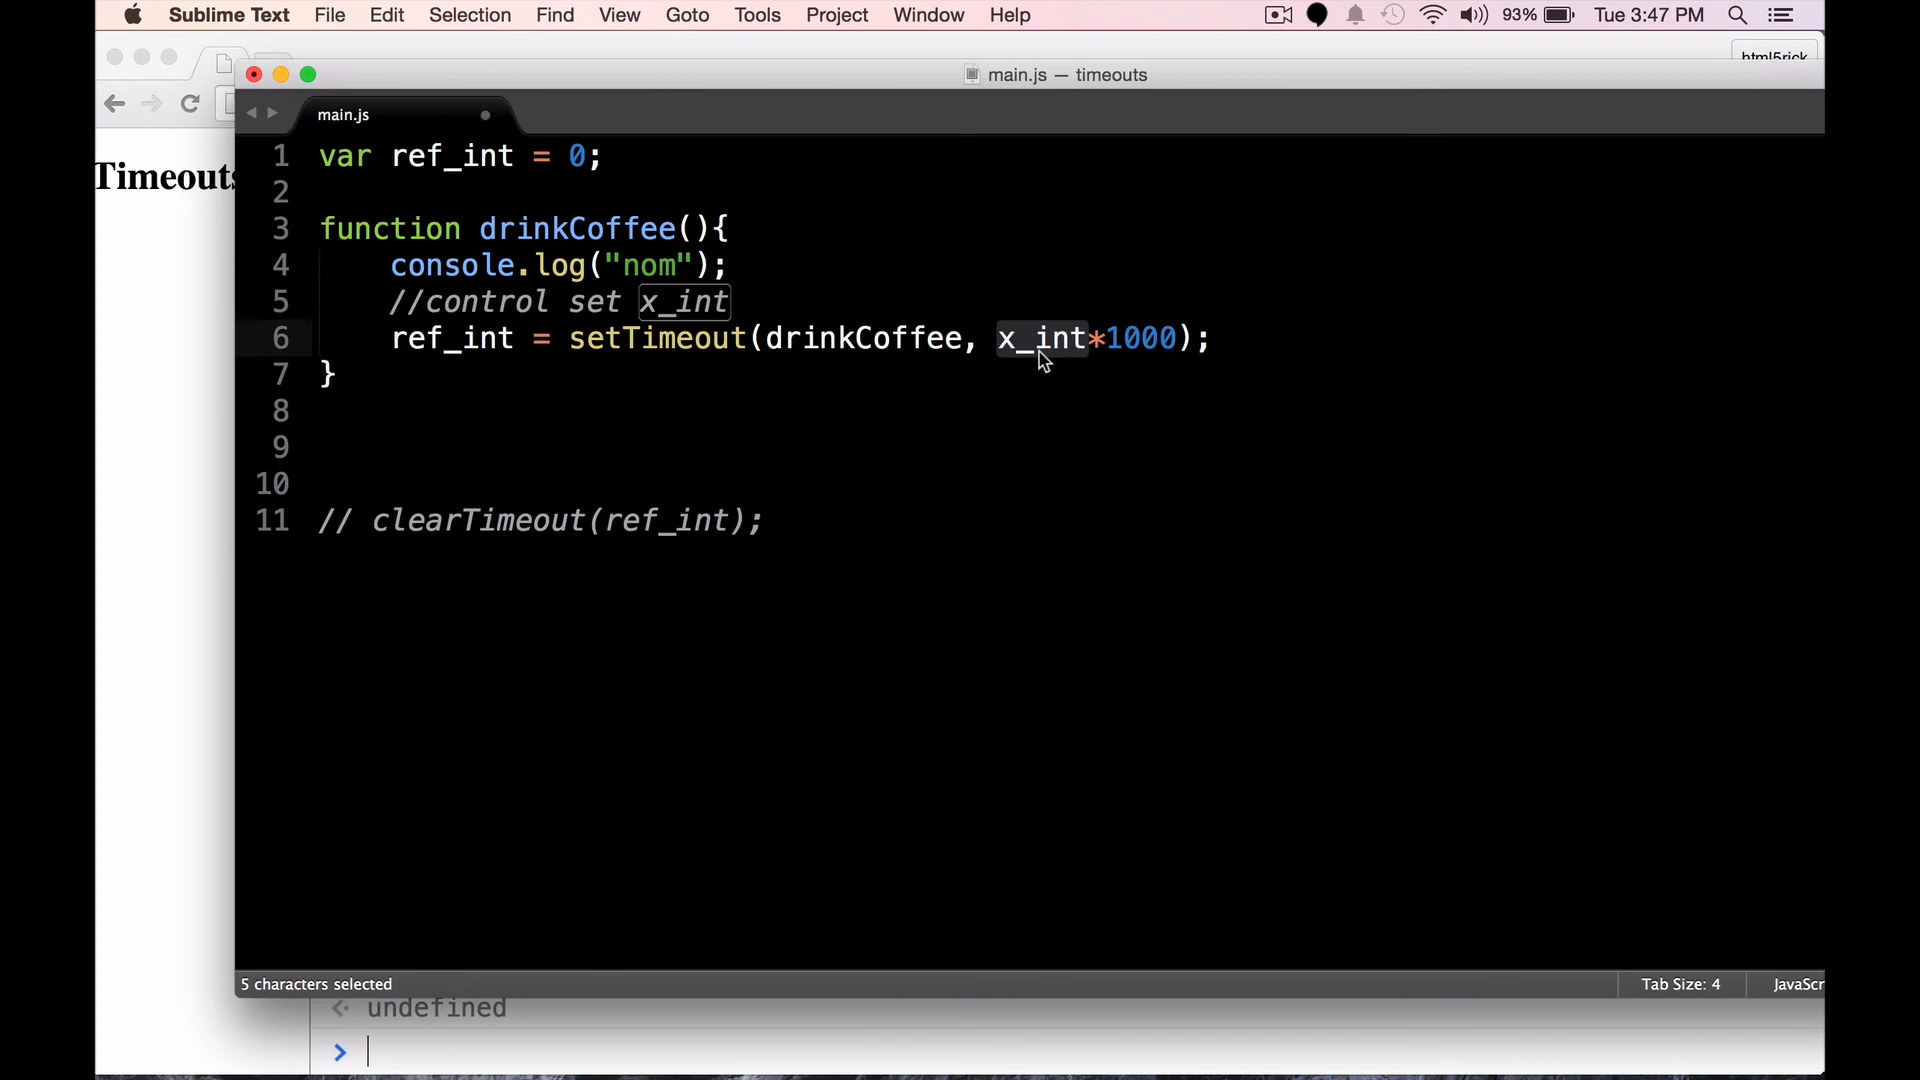 Sublime Text File Edit Selection Find View Goto Tools Project Window Help 93% Tue 3:47 PM
html5rick
main.js — timeouts
main.js
Timeouts
1 var ref_int = 0;
2
3 function drinkCoffee(){
4 console.log("nom");
5 //control set x_int
6 ref_int = setTimeout(drinkCoffee, x_int*1000);
7 }
8
9
10
11 // clearTimeout(ref_int);
5 characters selected Tab Size: 4 JavaScr
undefined